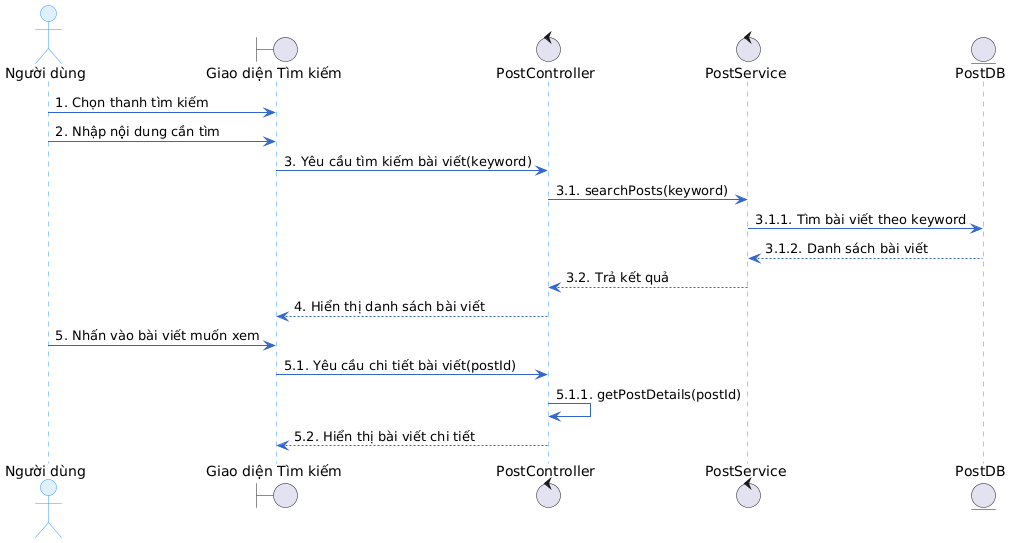 Người dùng
Giao diện Tìm kiếm
PostController
PostService
PostDB
1. Chọn thanh tìm kiếm
2. Nhập nội dung cần tìm
3. Yêu cầu tìm kiếm bài viết(keyword)
3.1. searchPosts(keyword)
3.1.1. Tìm bài viết theo keyword
3.1.2. Danh sách bài viết
3.2. Trả kết quả
4. Hiển thị danh sách bài viết
5. Nhấn vào bài viết muốn xem
5.1. Yêu cầu chi tiết bài viết(postId)
5.1.1. getPostDetails(postId)
5.2. Hiển thị bài viết chi tiết
Người dùng
Giao diện Tìm kiếm
PostController
PostService
PostDB